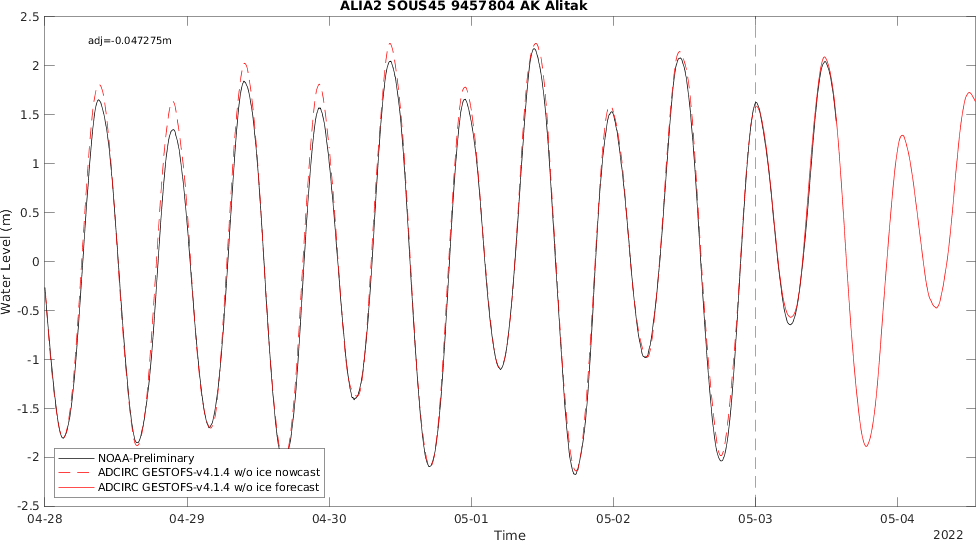 ALIA2 SOUS45 9457804 AK Alitak
adj=-0.047275m
2.5
2
1.5
1
0.5
0
-0.5
-1
-1.5
-2
-2.5
Water Level (m)
NOAA-Preliminary
ADCIRC GESTOFS-v4.1.4 w/o ice nowcast
ADCIRC GESTOFS-v4.1.4 w/o ice forecast
04-28 04-29 04-30 05-01 05-02 05-03 05-04
Time
2022